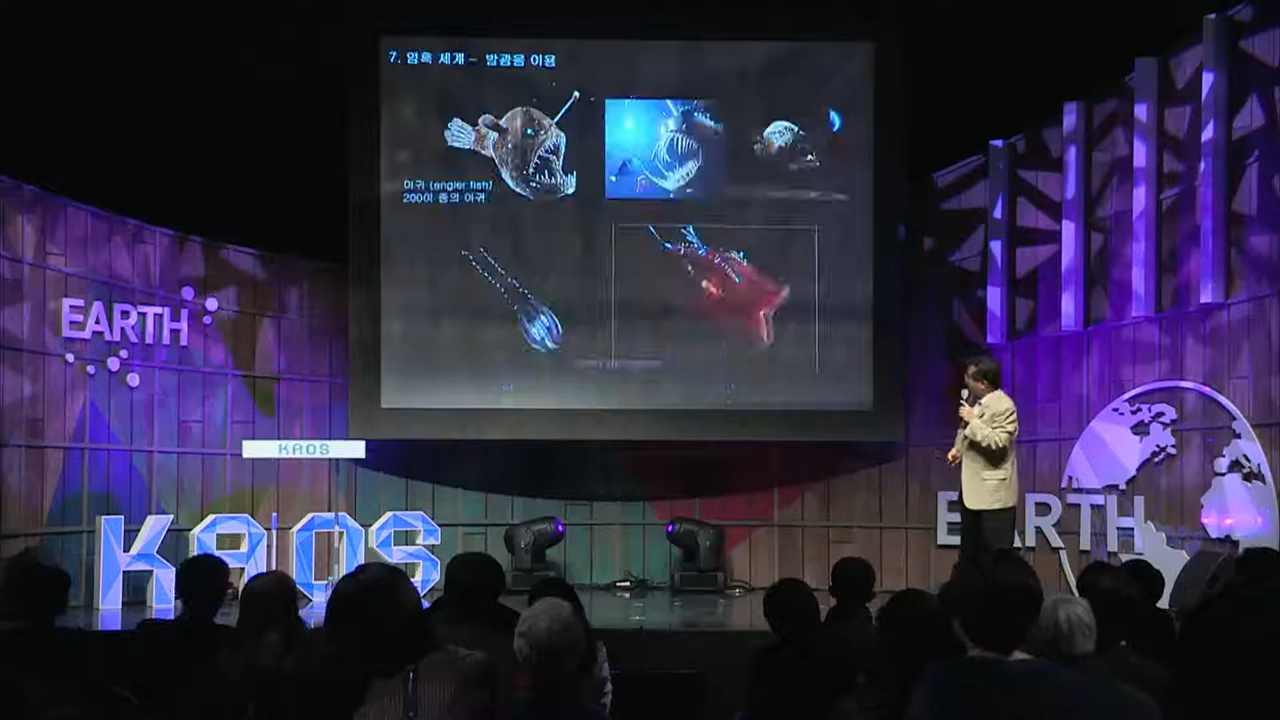 7. 암흑 세계 - 발광을 이용
아귀 (angler fish)
200여 종의 아귀
EARTH
KAOS
KAOS
EARTH